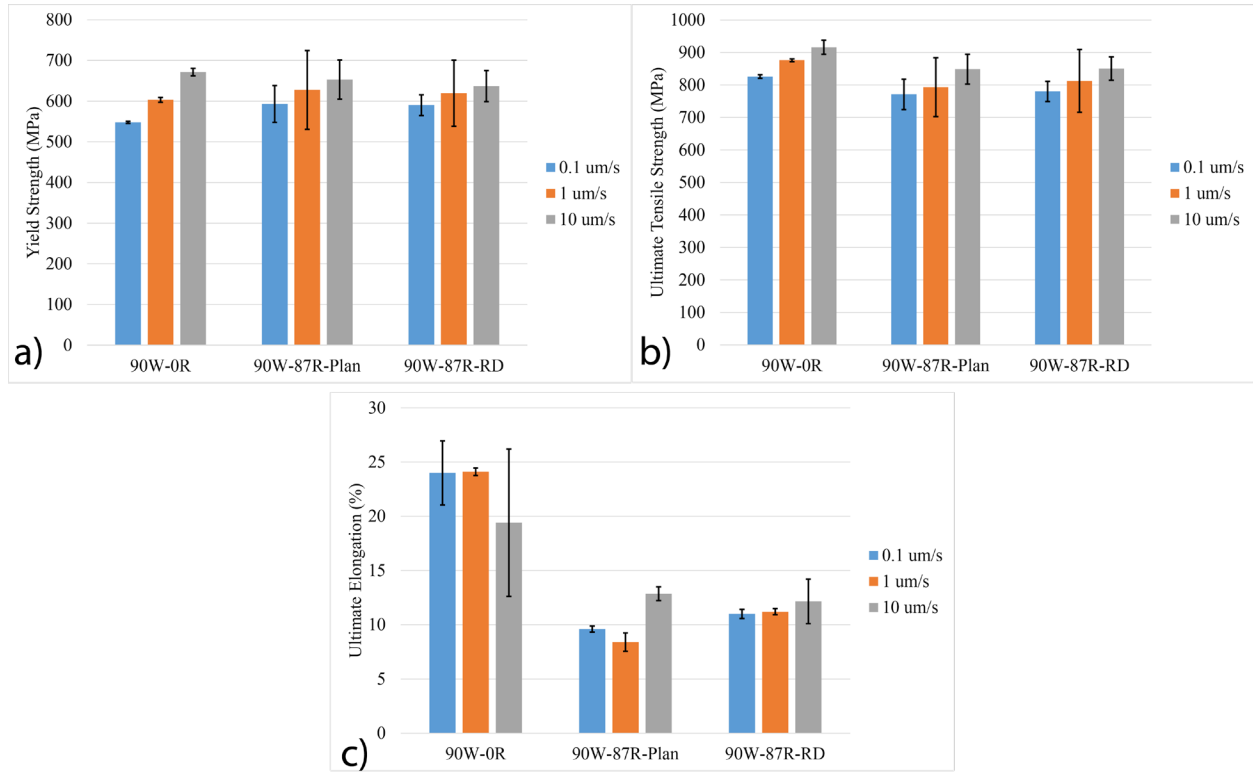 800
700
600
500
400
300
200
100
0
Yield Strength (MPa)
90W-0R
90W-87R-Plan
90W-87R-RD
0.1 um/s
1 um/s
10 um/s
a)
1000
900
800
700
600
500
400
300
200
100
0
Ultimate Tensile Strength (MPa)
90W-0R
90W-87R-Plan
90W-87R-RD
0.1 um/s
1 um/s
10 um/s
b)
30
25
20
15
10
5
0
Ultimate Elongation (%)
90W-0R
90W-87R-Plan
90W-87R-RD
0.1 um/s
1 um/s
10 um/s
c)